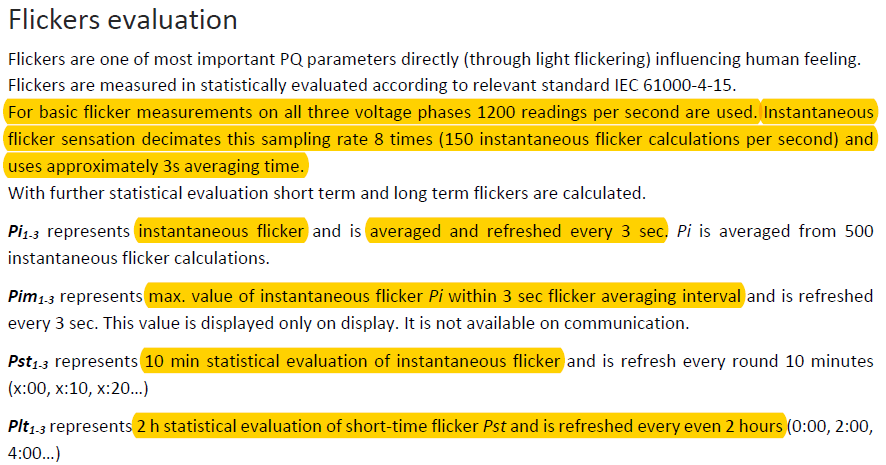 Flickers evaluation
Flickers are one of most important PQ parameters directly (through light flickering) influencing human feeling.
Flickers are measured in statistically evaluated according to relevant standard IEC 61000-4-15.
For basic flicker measurements on all three voltage phases 1200 readings per second are used. Instantaneous
flicker sensation decimates this sampling rate 8 times (150 instantaneous flicker calculations per second) and
uses approximately 3s averaging time.
With further statistical evaluation short term and long term flickers are calculated.
Pi1-3 represents instantaneous flicker and is averaged and refreshed every 3 sec. Pi is averaged from 500
instantaneous flicker calculations.
Pim1-3 represents max. value of instantaneous flicker Pi within 3 sec flicker averaging interval and is refreshed
every 3 sec. This value is displayed only on display. It is not available on communication.
Pst1-3 represents 10 min statistical evaluation of instantaneous flicker and is refresh every round 10 minutes
(x:00, x:10, x:20…)
Plt1-3 represents 2 h statistical evaluation of short-time flicker Pst and is refreshed every even 2 hours (0:00, 2:00,
4:00…)